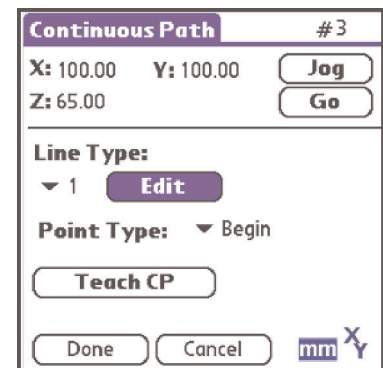 Continuous Path #3
X: 100.00 Y: 100.00 Jog
Z: 65.00 Go
Line Type:
1 Edit
Point Type: Begin
Teach CP
Done Cancel mm XY